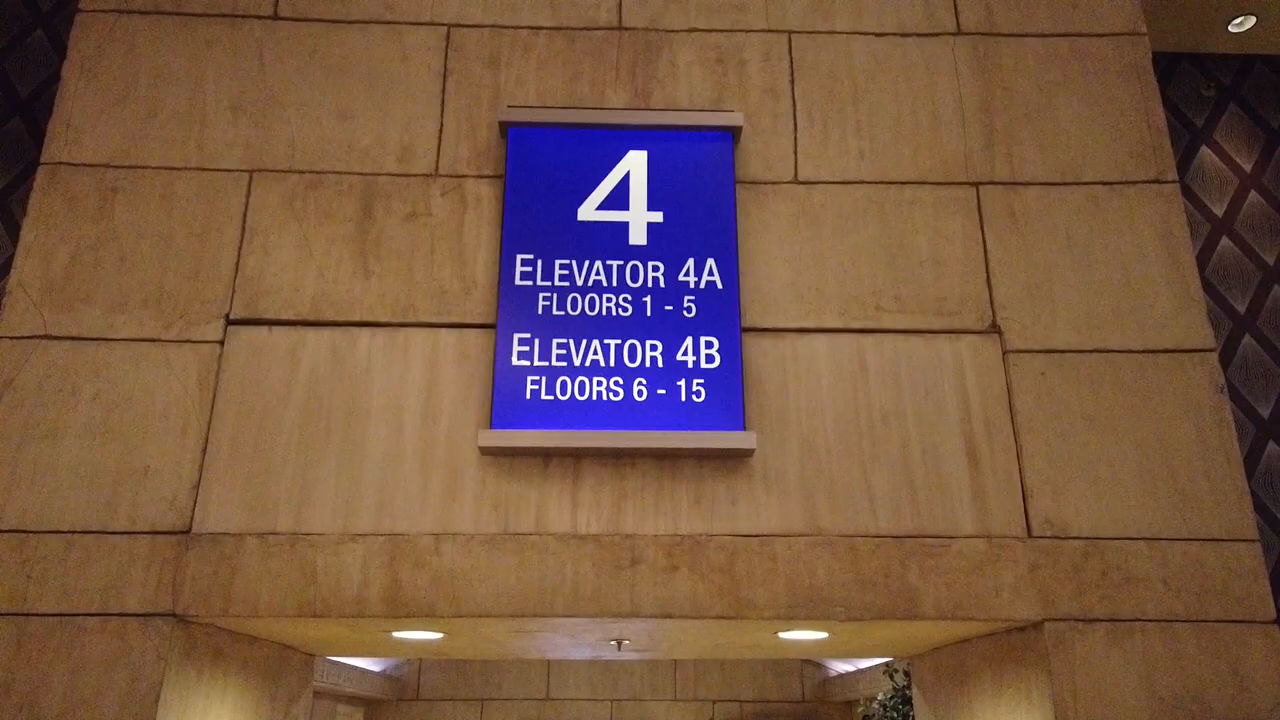 4
ELEVATOR 4A
FLOORS 1 - 5
ELEVATOR 4B
FLOORS 6 - 15